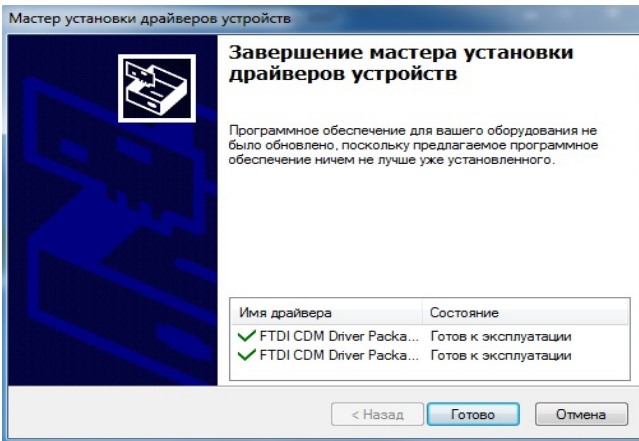 Мастер установки драйверов устройств
Завершение мастера установки
драйверов устройств
Программное обеспечение для вашего оборудования не
было обновлено, поскольку предлагаемое программное
обеспечение ничем не лучше уже установленного.
Имя драйвера Состояние
FTDI CDM Driver Packa... Готов к эксплуатации
FTDI CDM Driver Packa... Готов к эксплуатации
< Назад Готово Отмена